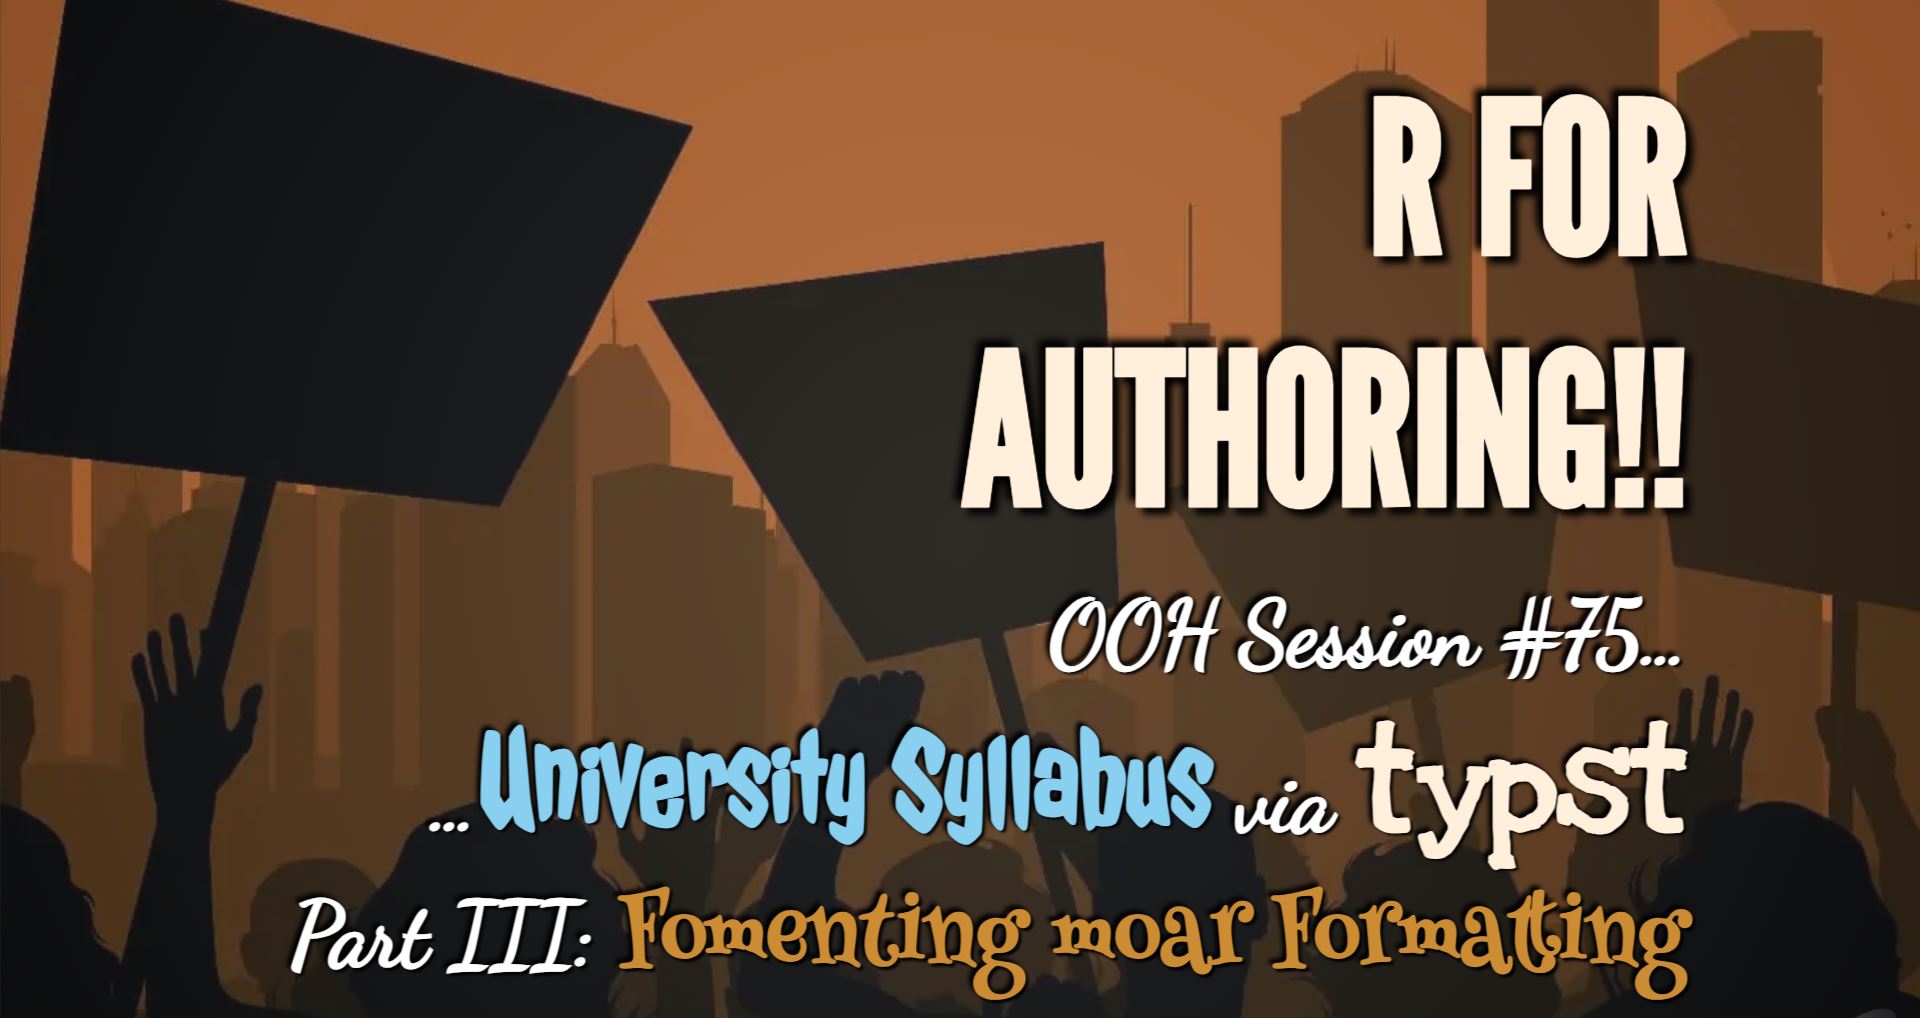 R FOR
AUTHORING!!
OOH Session #75...
...University Syllabus via typst
Part III: Fomenting moar Formatting